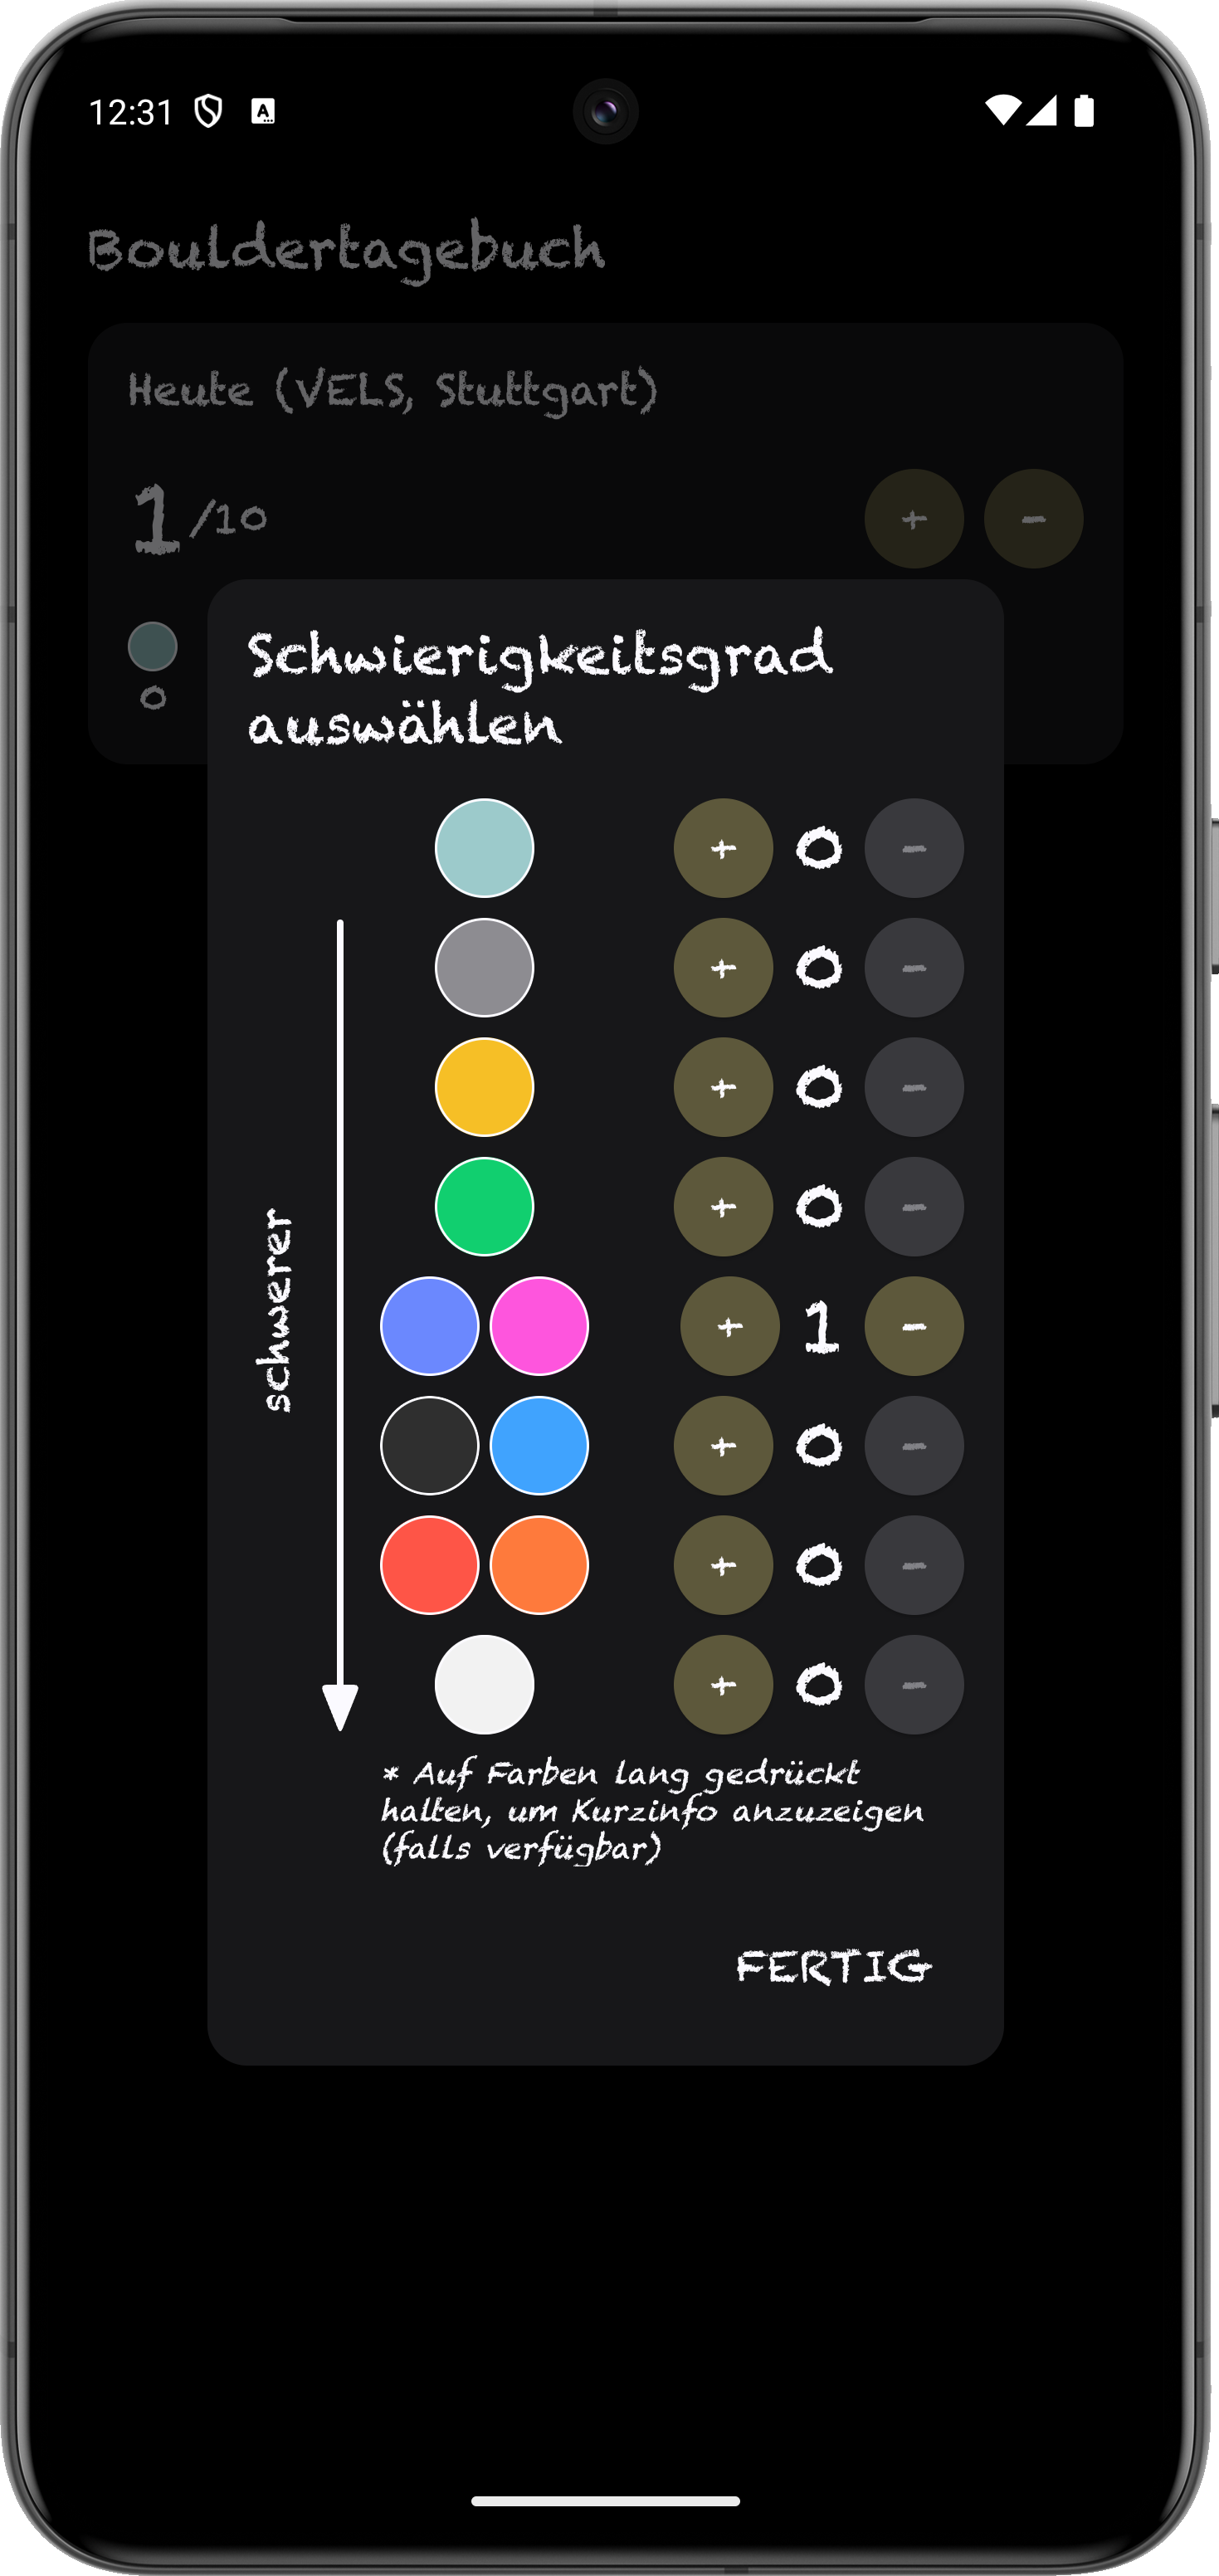 12:31 A
Bouldertagebuch
Heute (VELS, Stuttgart)
1/10 + -
0
Schwierigkeitsgrad
auswählen
+ 0 -
+ 0 -
+ 0 -
+ 0 -
schwerer
+ 1 -
+ 0 -
+ 0 -
+ 0 -
* Auf Farben lang gedrückt
halten, um Kurzinfo anzuzeigen
(falls verfügbar)
FERTIG